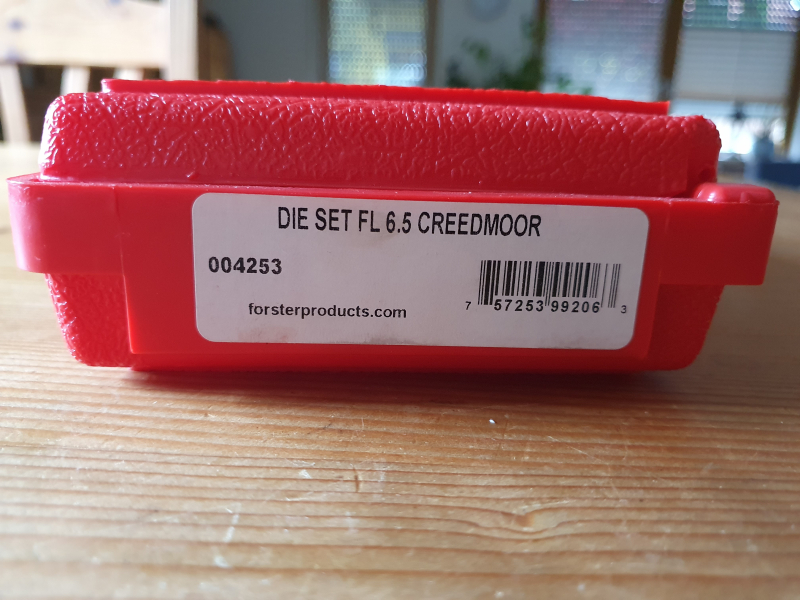 DIE SET FL 6.5 CREEDMOOR
004253
forsterproducts.com
7 57253 99206 3